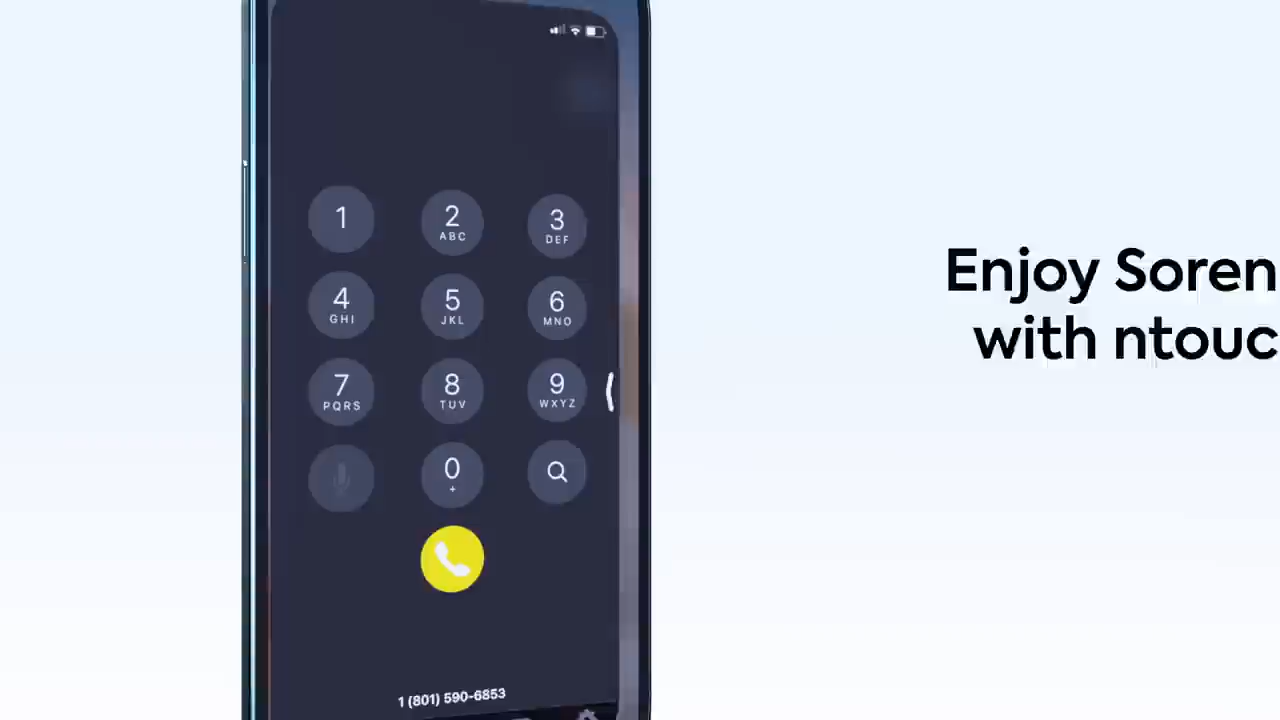 1
2
ABC
3
DEF
4
GHI
5
JKL
6
MNO
7
PQRS
8
TUV
9
WXYZ
0
+
1 (801) 590-6853
Enjoy Soren
with ntouc